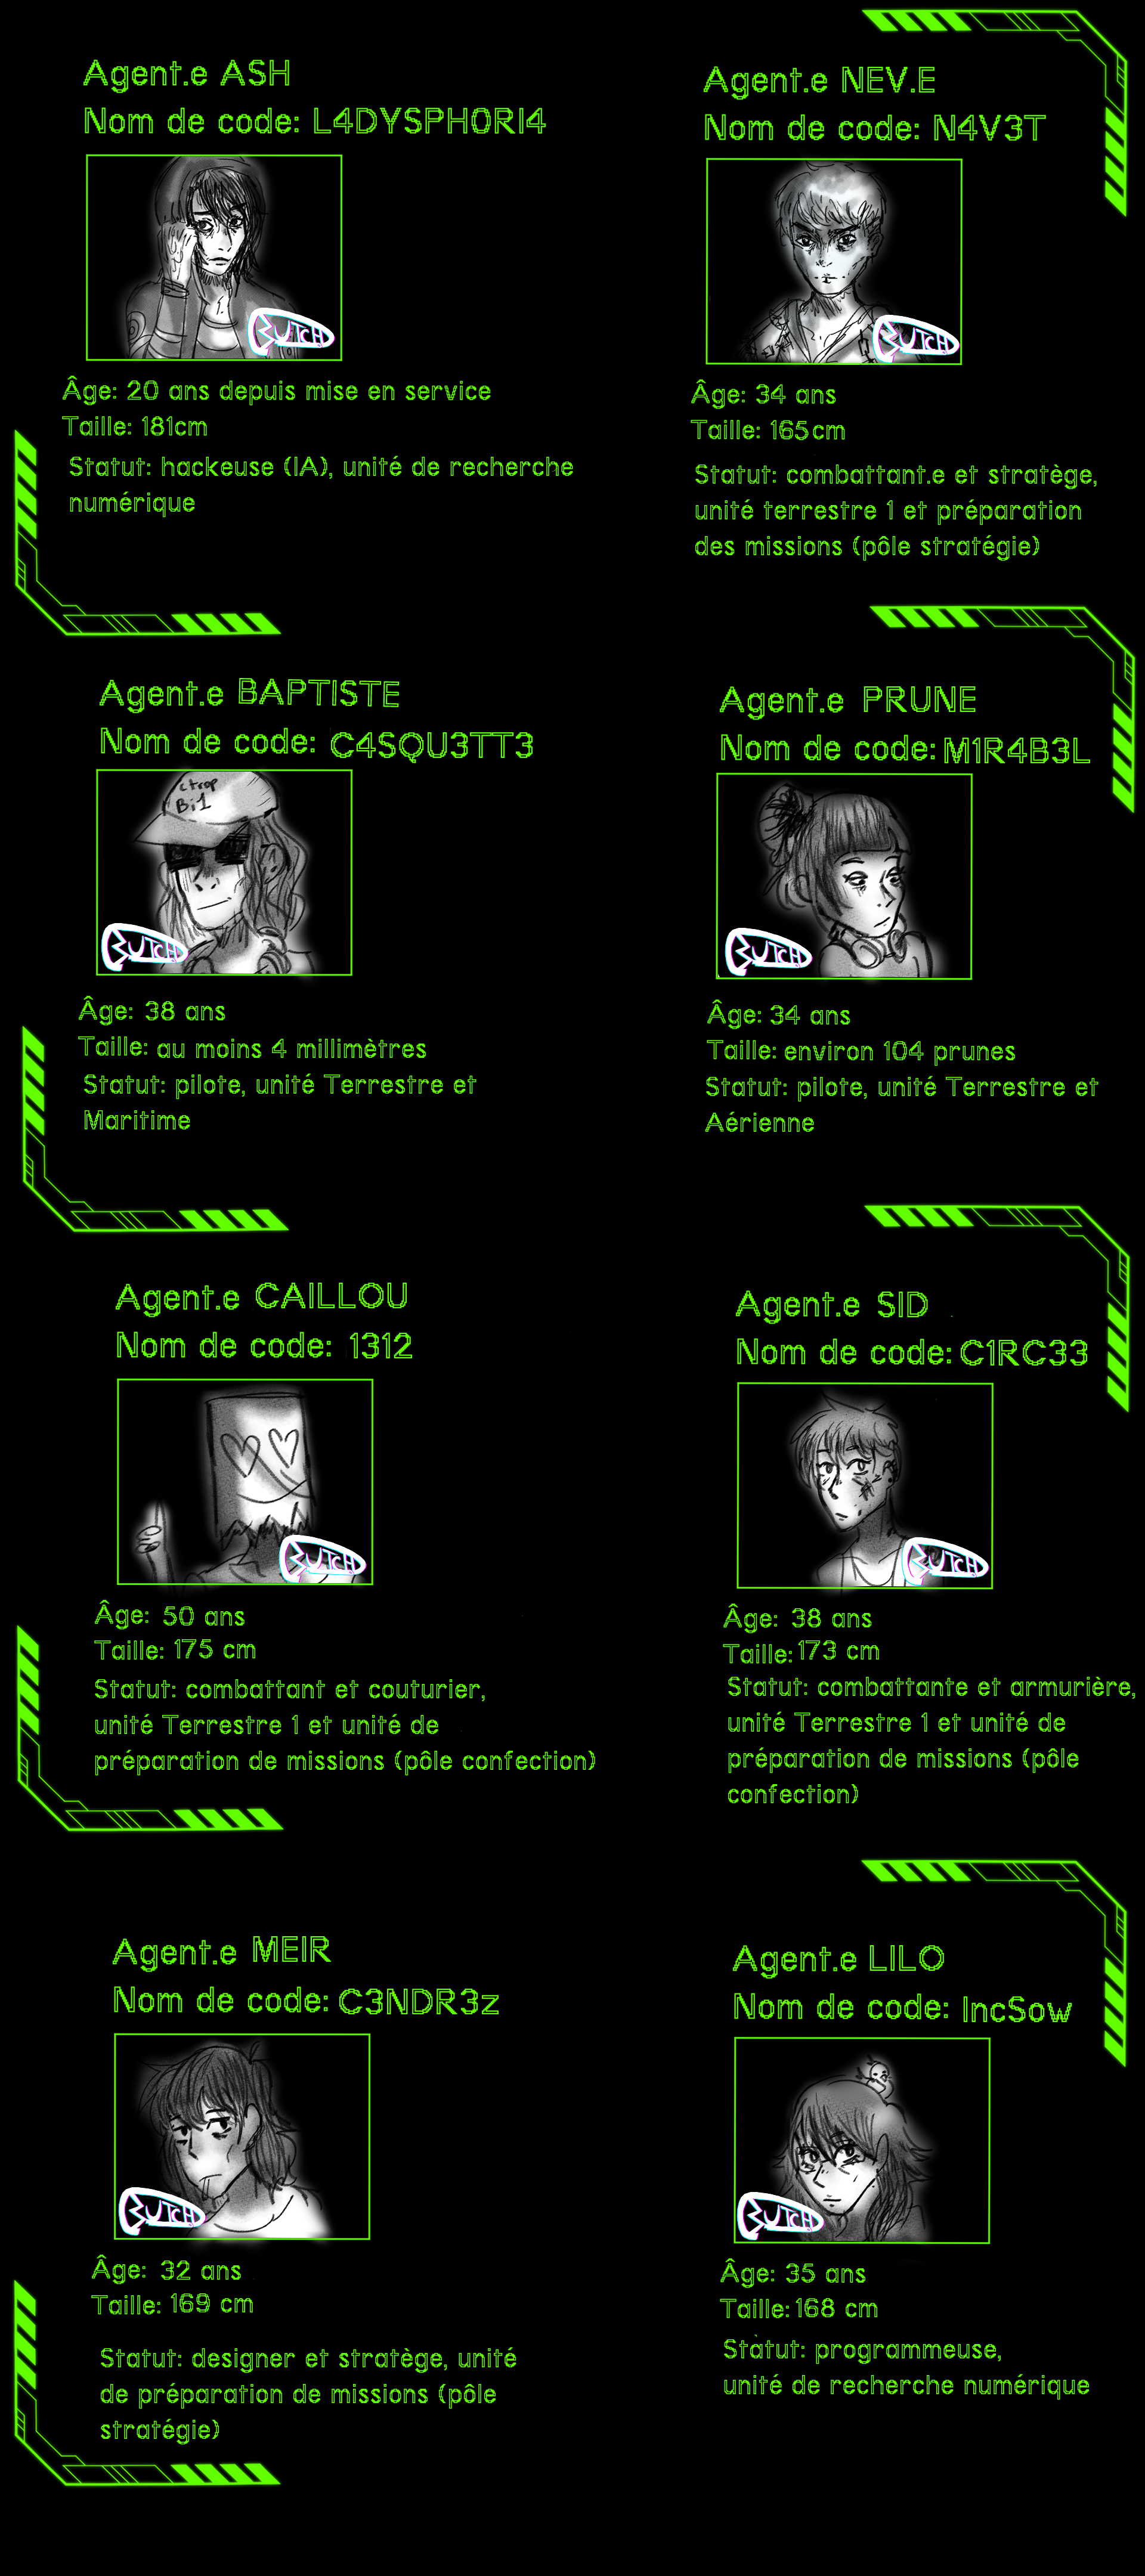 Agent.e ASH
Nom de code: L4DYSPH0RI4
BUTCH
Âge: 20 ans depuis mise en service
Taille: 181cm
Statut: hackeuse (IA), unité de recherche
numérique
Agent.e NEV.E
Nom de code: N4V3T
BUTCH
Âge: 34 ans
Taille: 165cm
Statut: combattant.e et stratège,
unité terrestre 1 et préparation
des missions (pôle stratégie)
Agent.e BAPTISTE
Nom de code: C4SQU3TT3
c trop
Bi1
BUTCH
Âge: 38 ans
Taille: au moins 4 millimètres
Statut: pilote, unité Terrestre et
Maritime
Agent.e PRUNE
Nom de code: M1R4B3L
BUTCH
Âge: 34 ans
Taille: environ 104 prunes
Statut: pilote, unité Terrestre et
Aérienne
Agent.e CAILLOU
Nom de code: 1312
BUTCH
Âge: 50 ans
Taille: 175 cm
Statut: combattant et couturier,
unité Terrestre 1 et unité de
préparation de missions (pôle confection)
Agent.e SID
Nom de code: C1RC33
BUTCH
Âge: 38 ans
Taille: 173 cm
Statut: combattante et armurière,
unité Terrestre 1 et unité de
préparation de missions (pôle
confection)
Agent.e MEIR
Nom de code: C3NDR3z
BUTCH
Âge: 32 ans
Taille: 169 cm
Statut: designer et stratège, unité
de préparation de missions (pôle
stratégie)
Agent.e LILO
Nom de code: IncSow
BUTCH
Âge: 35 ans
Taille: 168 cm
Statut: programmeuse,
unité de recherche numérique